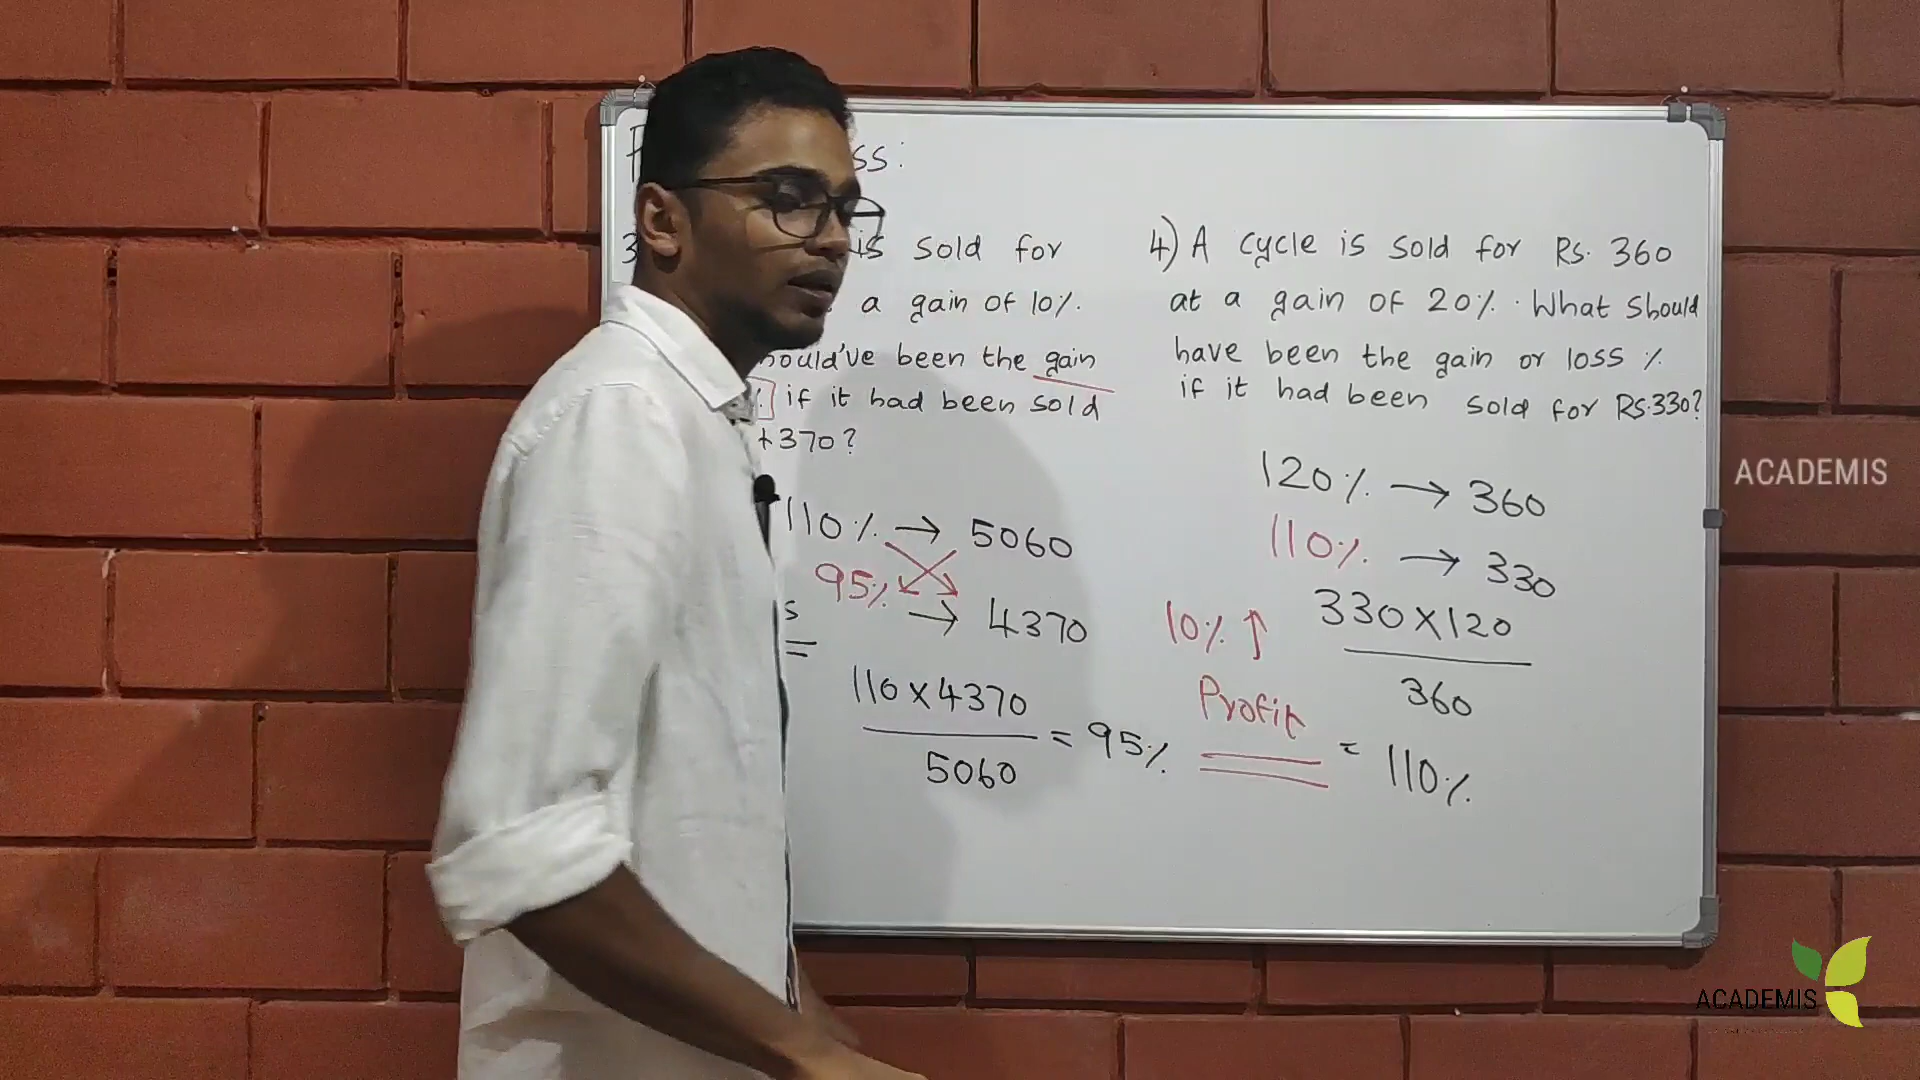 ss:
3
is sold for
a gain of 10%.
hould've been the gain
if it had been sold
370?
110% → 5060
95% → 4370
s
110 x 4370
5060
= 95%
4) A cycle is sold for Rs. 360
at a gain of 20%. What should
have been the gain or loss %
if it had been sold for Rs.330?
120% → 360
110% → 330
10% ↑
Profit
330 x 120
360
= 110%
ACADEMIS
ACADEMIS